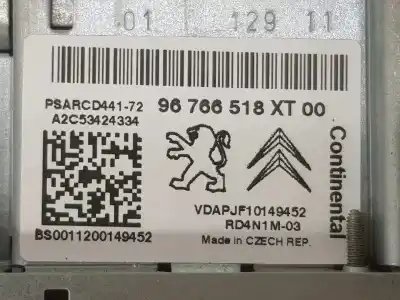 01 129 11
PSARCD441-72 96 766 518 XT 00
A2C53424334
Continental
VDAPJF10149452
RD4N1M-03
BS0011200149452 Made in CZECH REP.